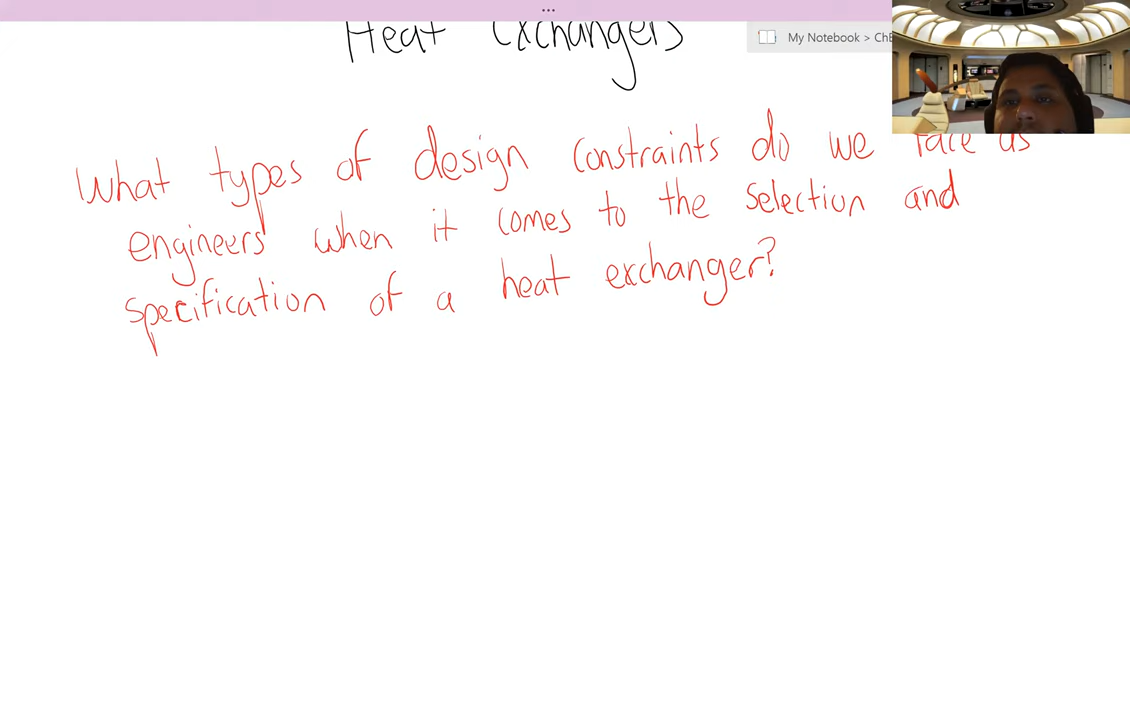 Heat Exchangers
My Notebook > ChE
What types of design constraints do we face as
engineers when it comes to the selection and
specification of a heat exchanger?